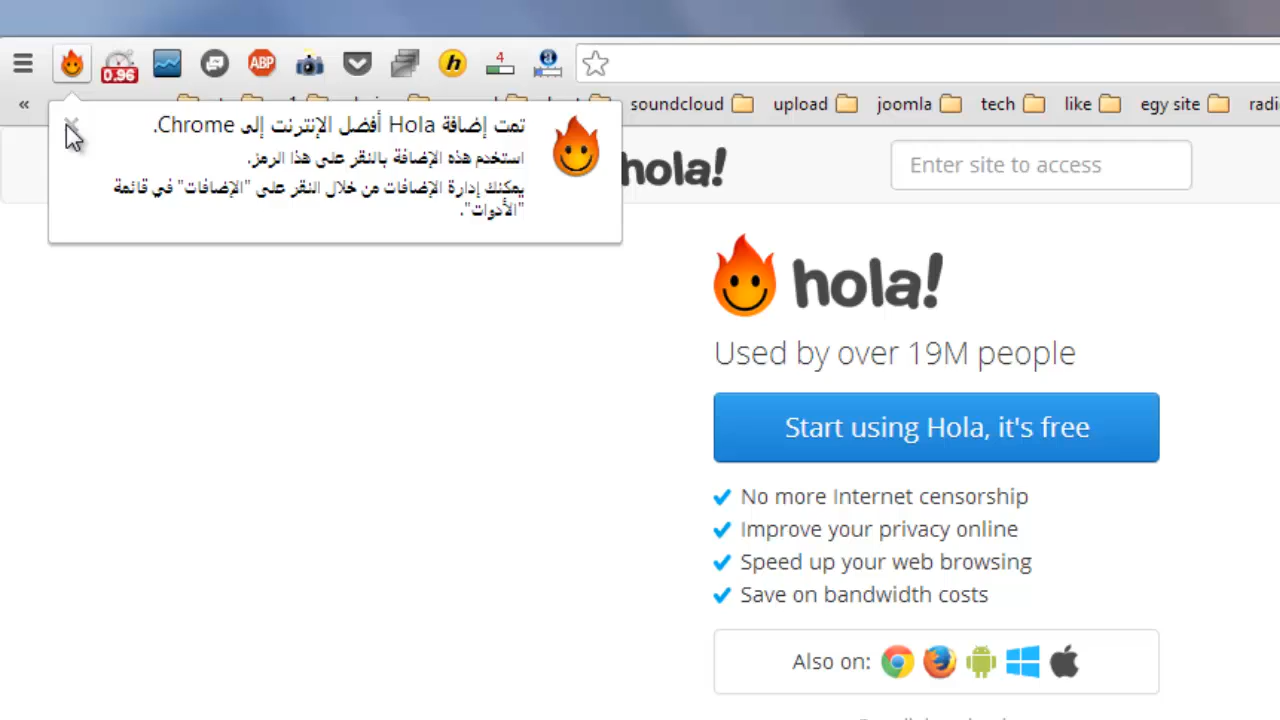 0.96
ABP
h
4
a
«
soundcloud
upload
joomla
tech
like
egy site
تمت إضافة Hola أفضل الإنترنت إلى Chrome.
استخدم هذه الإضافة بالنقر على هذا الرمز.
يمكنك إدارة الإضافات من خلال النقر على "الإضافات" في قائمة
"الأدوات".
hola!
Enter site to access
hola!
Used by over 19M people
Start using Hola, it's free
No more Internet censorship
Improve your privacy online
Speed up your web browsing
Save on bandwidth costs
Also on: